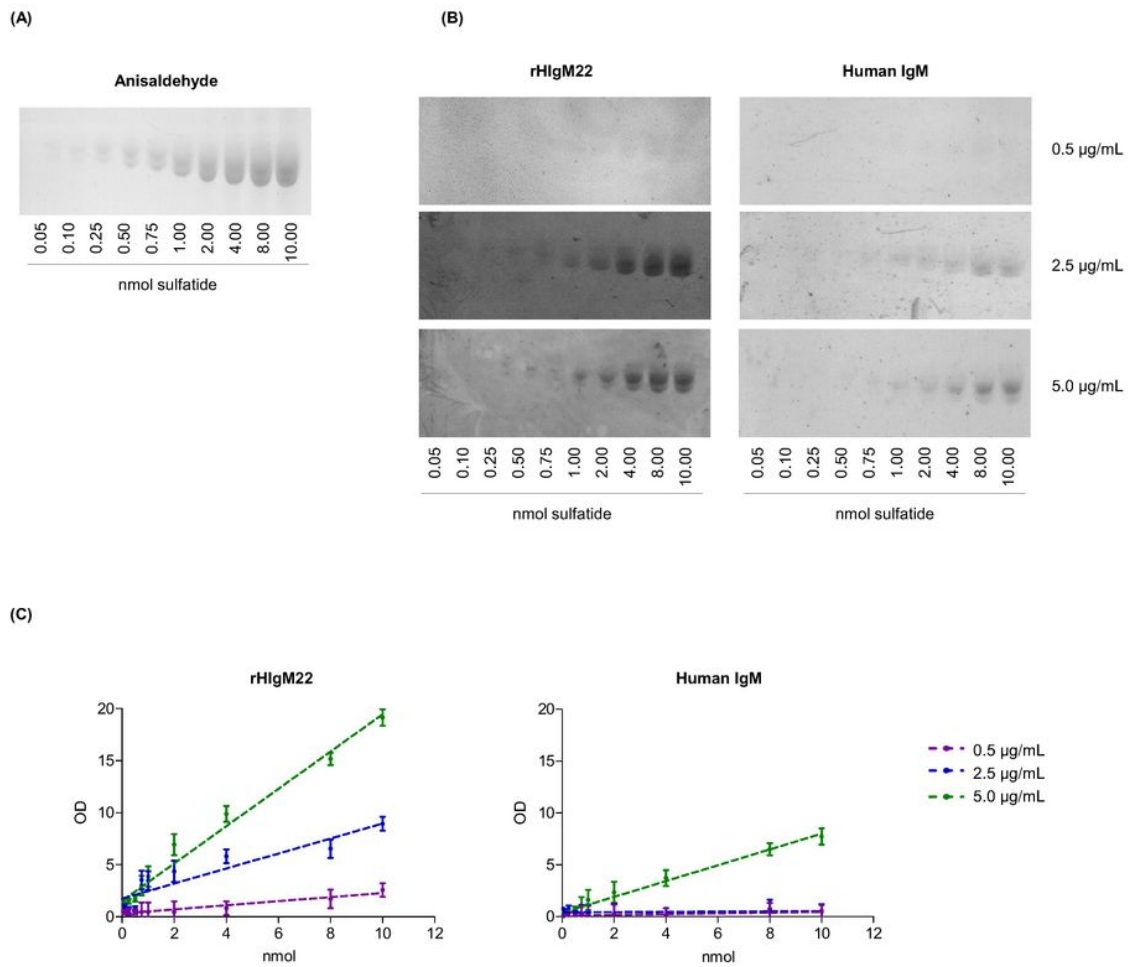 (A)
Anisaldehyde
0.05 0.10 0.25 0.50 0.75 1.00 2.00 4.00 8.00 10.00
nmol sulfatide
(B)
rHIgM22
Human IgM
0.5 µg/mL
2.5 µg/mL
5.0 µg/mL
0.05 0.10 0.25 0.50 0.75 1.00 2.00 4.00 8.00 10.00
nmol sulfatide
0.05 0.10 0.25 0.50 0.75 1.00 2.00 4.00 8.00 10.00
nmol sulfatide
(C)
rHIgM22
20
15
10
5
0
OD
0 2 4 6 8 10 12
nmol
Human IgM
20
15
10
5
0
OD
0 2 4 6 8 10 12
nmol
0.5 µg/mL
2.5 µg/mL
5.0 µg/mL